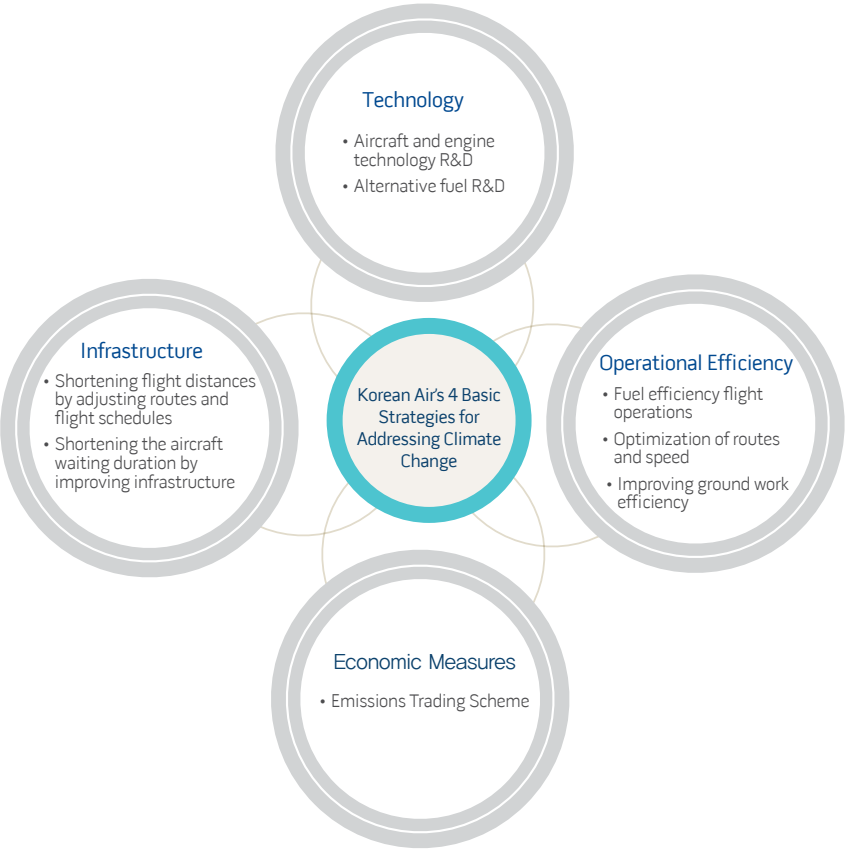 Technology
• Aircraft and engine
technology R&D
• Alternative fuel R&D
Infrastructure
• Shortening flight distances
by adjusting routes and
flight schedules
• Shortening the aircraft
waiting duration by
improving infrastructure
Korean Air's 4 Basic
Strategies for
Addressing Climate
Change
Operational Efficiency
• Fuel efficiency flight
operations
• Optimization of routes
and speed
• Improving ground work
efficiency
Economic Measures
• Emissions Trading Scheme